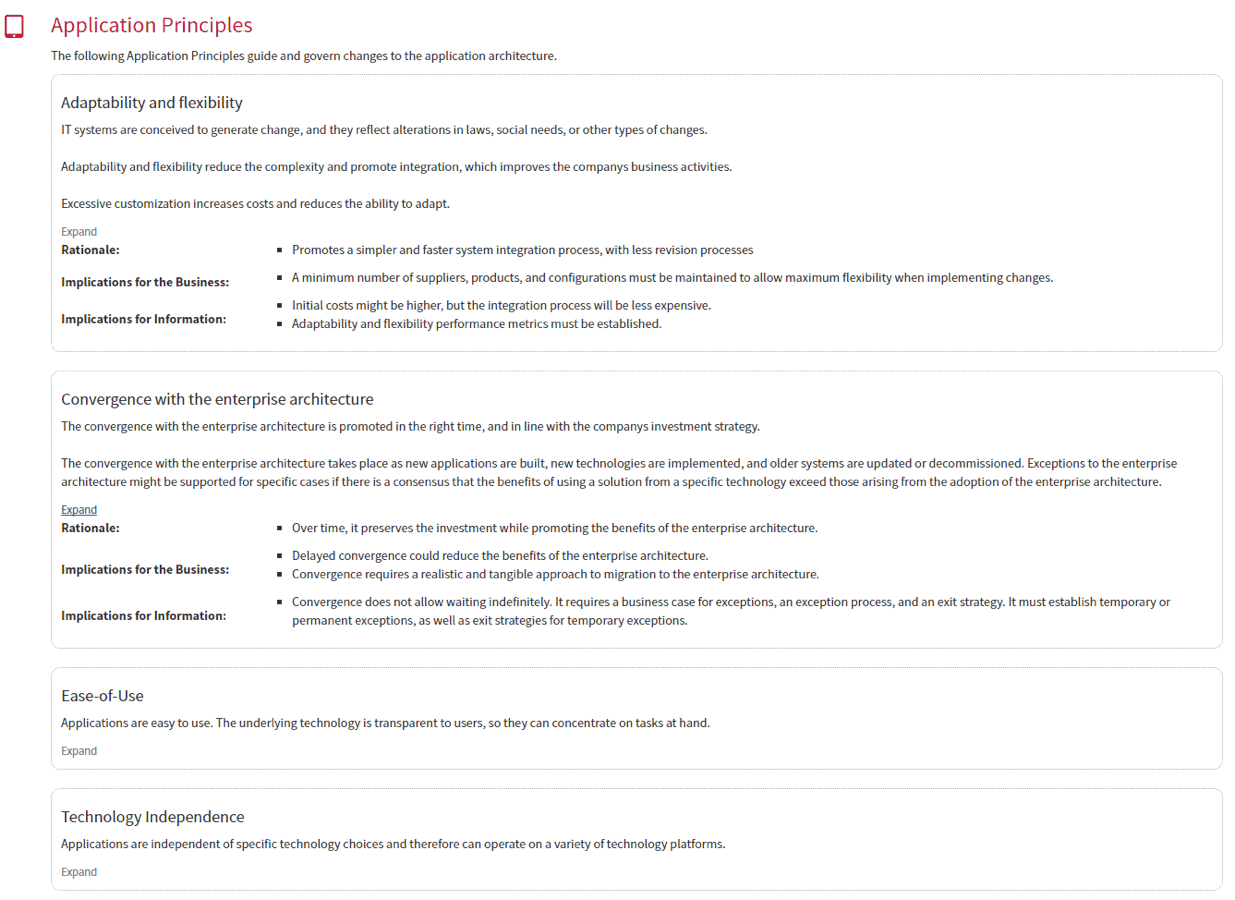 Application Principles
The following Application Principles guide and govern changes to the application architecture.
Adaptability and flexibility
IT systems are conceived to generate change, and they reflect alterations in laws, social needs, or other types of changes.
Adaptability and flexibility reduce the complexity and promote integration, which improves the companys business activities.
Excessive customization increases costs and reduces the ability to adapt.
Expand
Rationale:
▪ Promotes a simpler and faster system integration process, with less revision processes
Implications for the Business:
▪ A minimum number of suppliers, products, and configurations must be maintained to allow maximum flexibility when implementing changes.
Implications for Information:
▪ Initial costs might be higher, but the integration process will be less expensive.
▪ Adaptability and flexibility performance metrics must be established.
Convergence with the enterprise architecture
The convergence with the enterprise architecture is promoted in the right time, and in line with the companys investment strategy.
The convergence with the enterprise architecture takes place as new applications are built, new technologies are implemented, and older systems are updated or decommissioned. Exceptions to the enterprise
architecture might be supported for specific cases if there is a consensus that the benefits of using a solution from a specific technology exceed those arising from the adoption of the enterprise architecture.
Expand
Rationale:
▪ Over time, it preserves the investment while promoting the benefits of the enterprise architecture.
Implications for the Business:
▪ Delayed convergence could reduce the benefits of the enterprise architecture.
▪ Convergence requires a realistic and tangible approach to migration to the enterprise architecture.
Implications for Information:
▪ Convergence does not allow waiting indefinitely. It requires a business case for exceptions, an exception process, and an exit strategy. It must establish temporary or
permanent exceptions, as well as exit strategies for temporary exceptions.
Ease-of-Use
Applications are easy to use. The underlying technology is transparent to users, so they can concentrate on tasks at hand.
Expand
Technology Independence
Applications are independent of specific technology choices and therefore can operate on a variety of technology platforms.
Expand